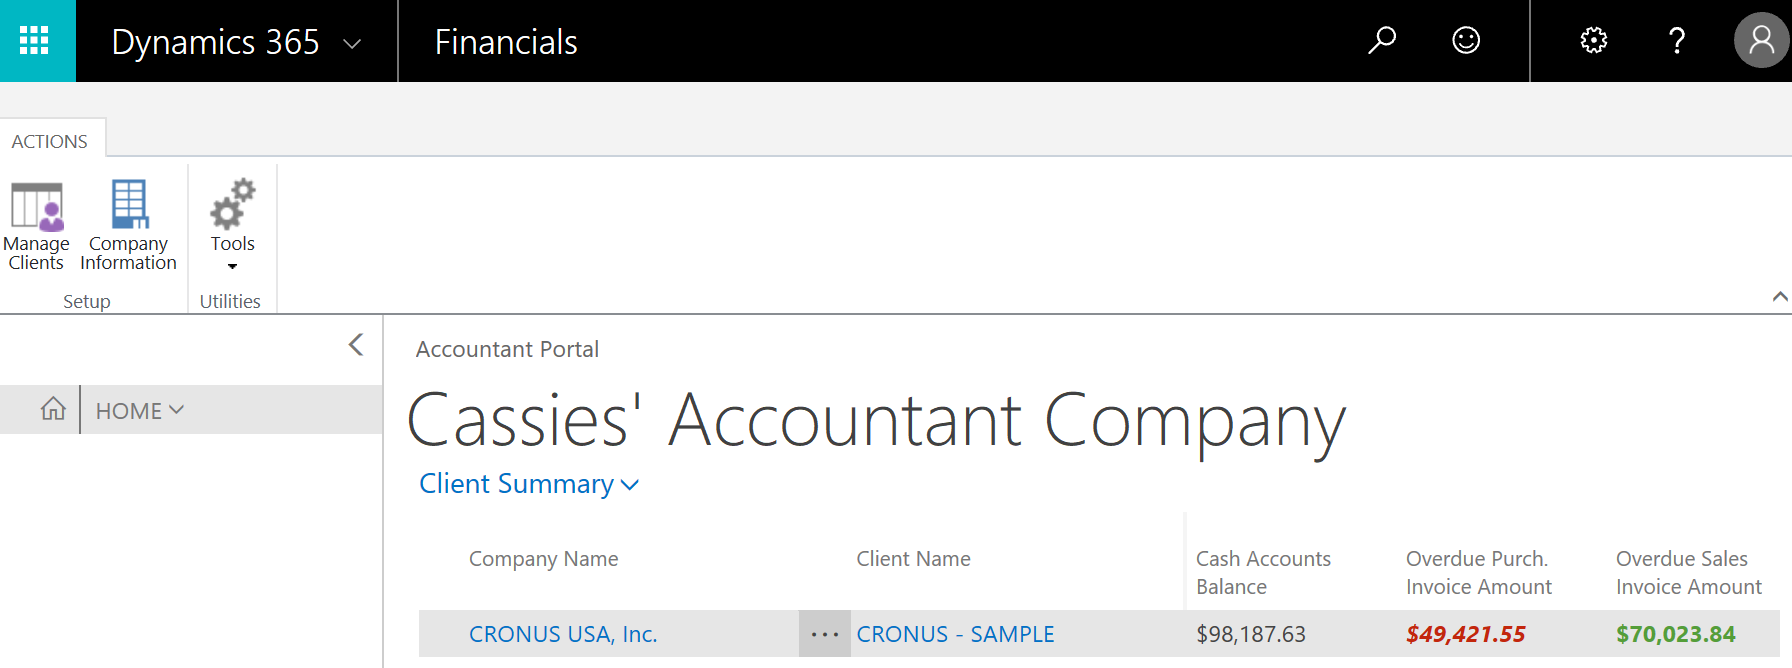 Dynamics 365
Financials
?
ACTIONS
Manage
Clients
Company
Information
Tools
Setup
Utilities
Accountant Portal
HOME
Cassies' Accountant Company
Client Summary
Company Name
Client Name
Cash Accounts
Balance
Overdue Purch.
Invoice Amount
Overdue Sales
Invoice Amount
CRONUS USA, Inc.
...
CRONUS - SAMPLE
$98,187.63
$49,421.55
$70,023.84